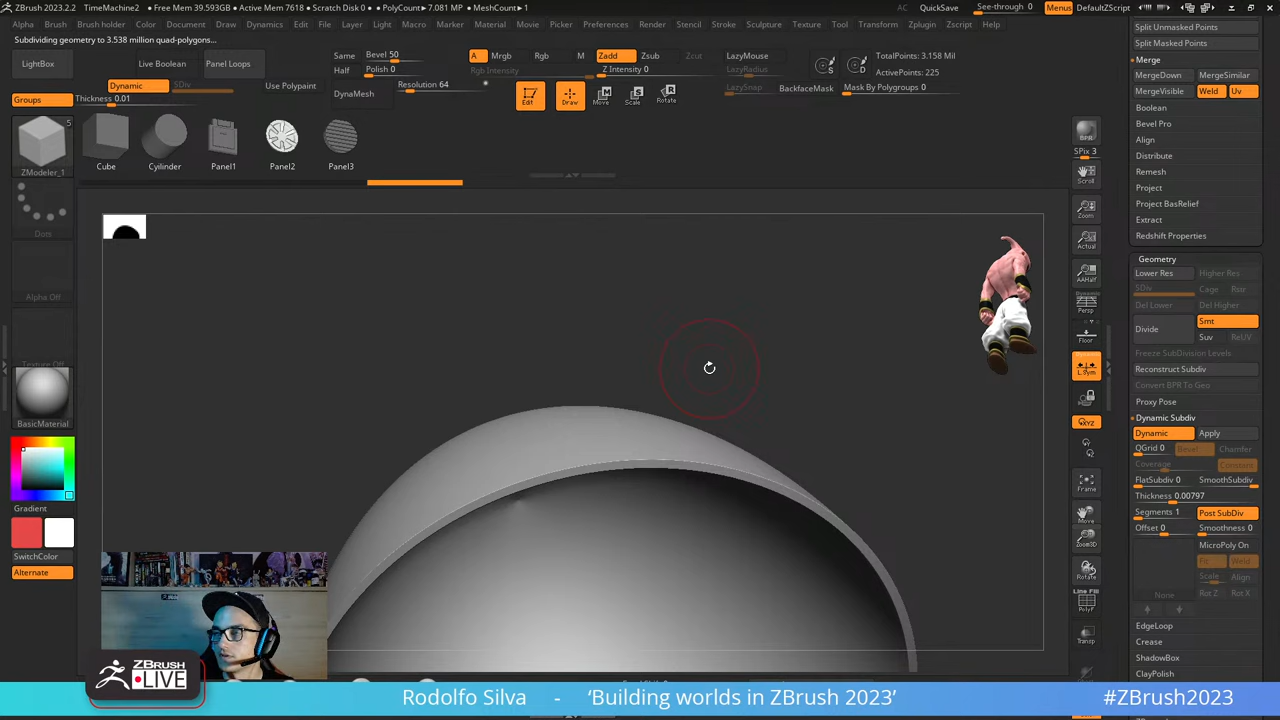 ZBrush 2023.2.2 TimeMachine2 • Free Mem 39.593GB • Active Mem 7618 • Scratch Disk 0 • PolyCount • 7.081 MP • MeshCount • 1 AC QuickSave See-through 0 Menus DefaultZScript
Alpha Brush Color Document Draw Dynamics Edit File Layer Light Macro Marker Material Movie Picker Preferences Render Stencil Stroke Sculpture Texture Tool Transform Zplugin Zscript Help
Subdividing geometry to 3.538 million quad-polygons...
LightBox
Live Boolean
Panel Loops
Same
Half
Bevel 50
Polish 0
DynaMesh
Resolution 64
A
Mrgb
Rgb
M
Rgb Intensity
Zadd
Zsub
Zcut
Z Intensity 0
LazyMouse
LazyRadius
LazySnap
BackfaceMask
TotalPoints: 3.158 Mil
ActivePoints: 225
Mask By Polygroups 0
Edit
Draw
Move
Scale
Rotate
Dynamic
SDiv
Use Polypaint
Groups
Thickness 0.01
5
ZModeler_1
Cube
Cylinder
Panel1
Panel2
Panel3
Dots
Alpha Off
Texture Off
BasicMaterial
Gradient
SwitchColor
Alternate
BPR
SPix 3
Scroll
Zoom
Actual
AAHalf
Dynamic
Persp
Floor
L.Sym
XYZ
Frame
Move
Zoom3D
Rotate
Line Fill
PolyF
Transp
Split Unmasked Points
Split Masked Points
Merge
MergeDown MergeSimilar
MergeVisible Weld Uv
Boolean
Bevel Pro
Align
Distribute
Remesh
Project
Project BasRelief
Extract
Redshift Properties
Geometry
Lower Res Higher Res
SDiv Cage Rstr
Del Lower Del Higher
Divide
Smt
Suv ReUV
Freeze SubDivision Levels
Reconstruct Subdiv
Convert BPR To Geo
Proxy Pose
Dynamic Subdiv
Dynamic Apply
QGrid 0 Bevel Chamfer
Coverage Constant
FlatSubdiv 0 SmoothSubdiv
Thickness 0.00797
Segments 1 Post SubDiv
Offset 0 Smoothness 0
MicroPoly On
Fit Weld
Scale Align
None
Rot Z Rot X
EdgeLoop
Crease
ShadowBox
ClayPolish
ZBRUSH
LIVE
Rodolfo Silva - ‘Building worlds in ZBrush 2023’ #ZBrush2023